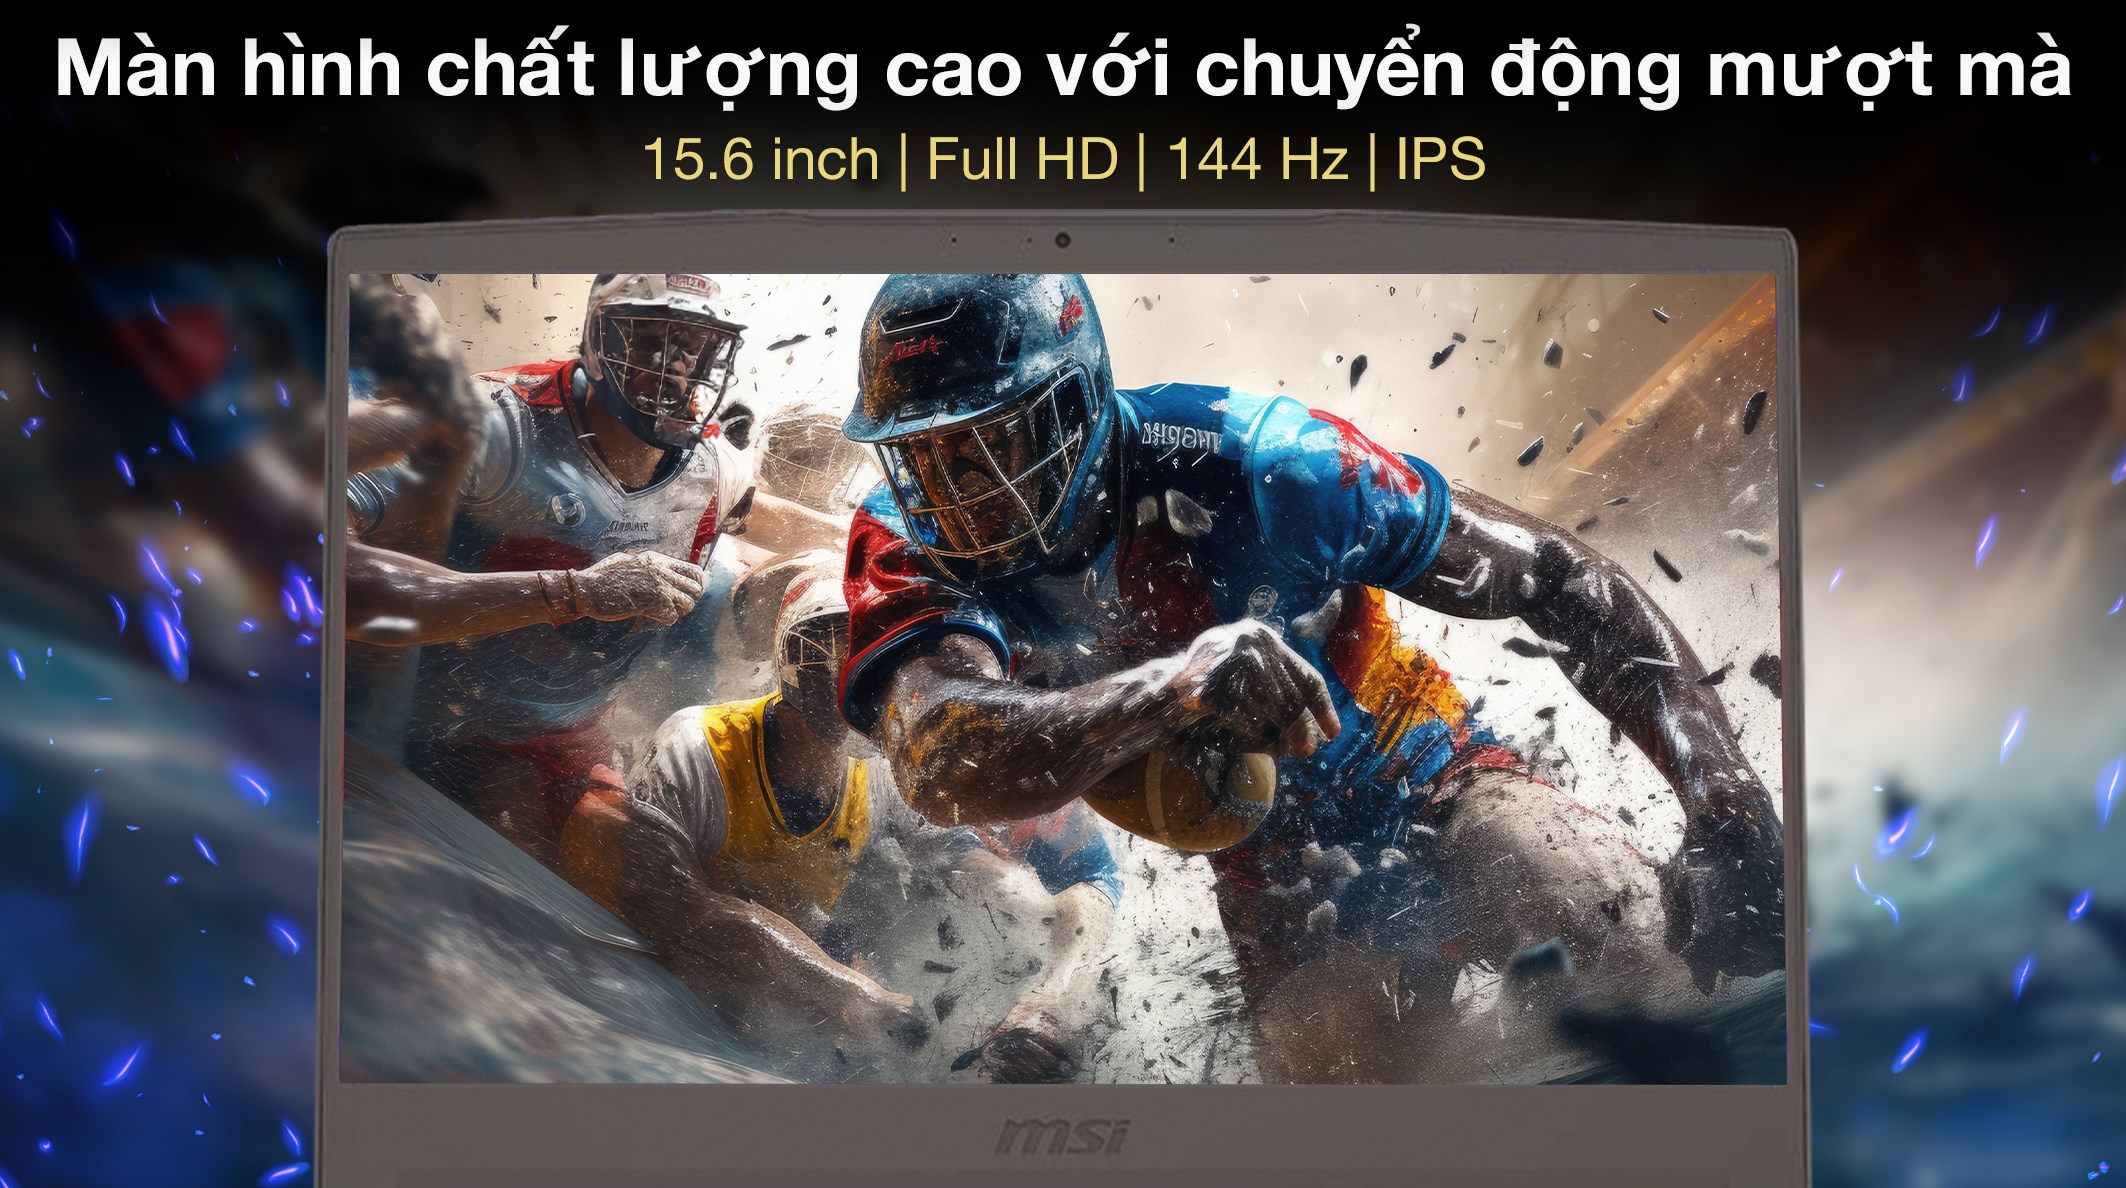 Màn hình chất lượng cao với chuyển động mượt mà
15.6 inch | Full HD | 144 Hz | IPS
msi